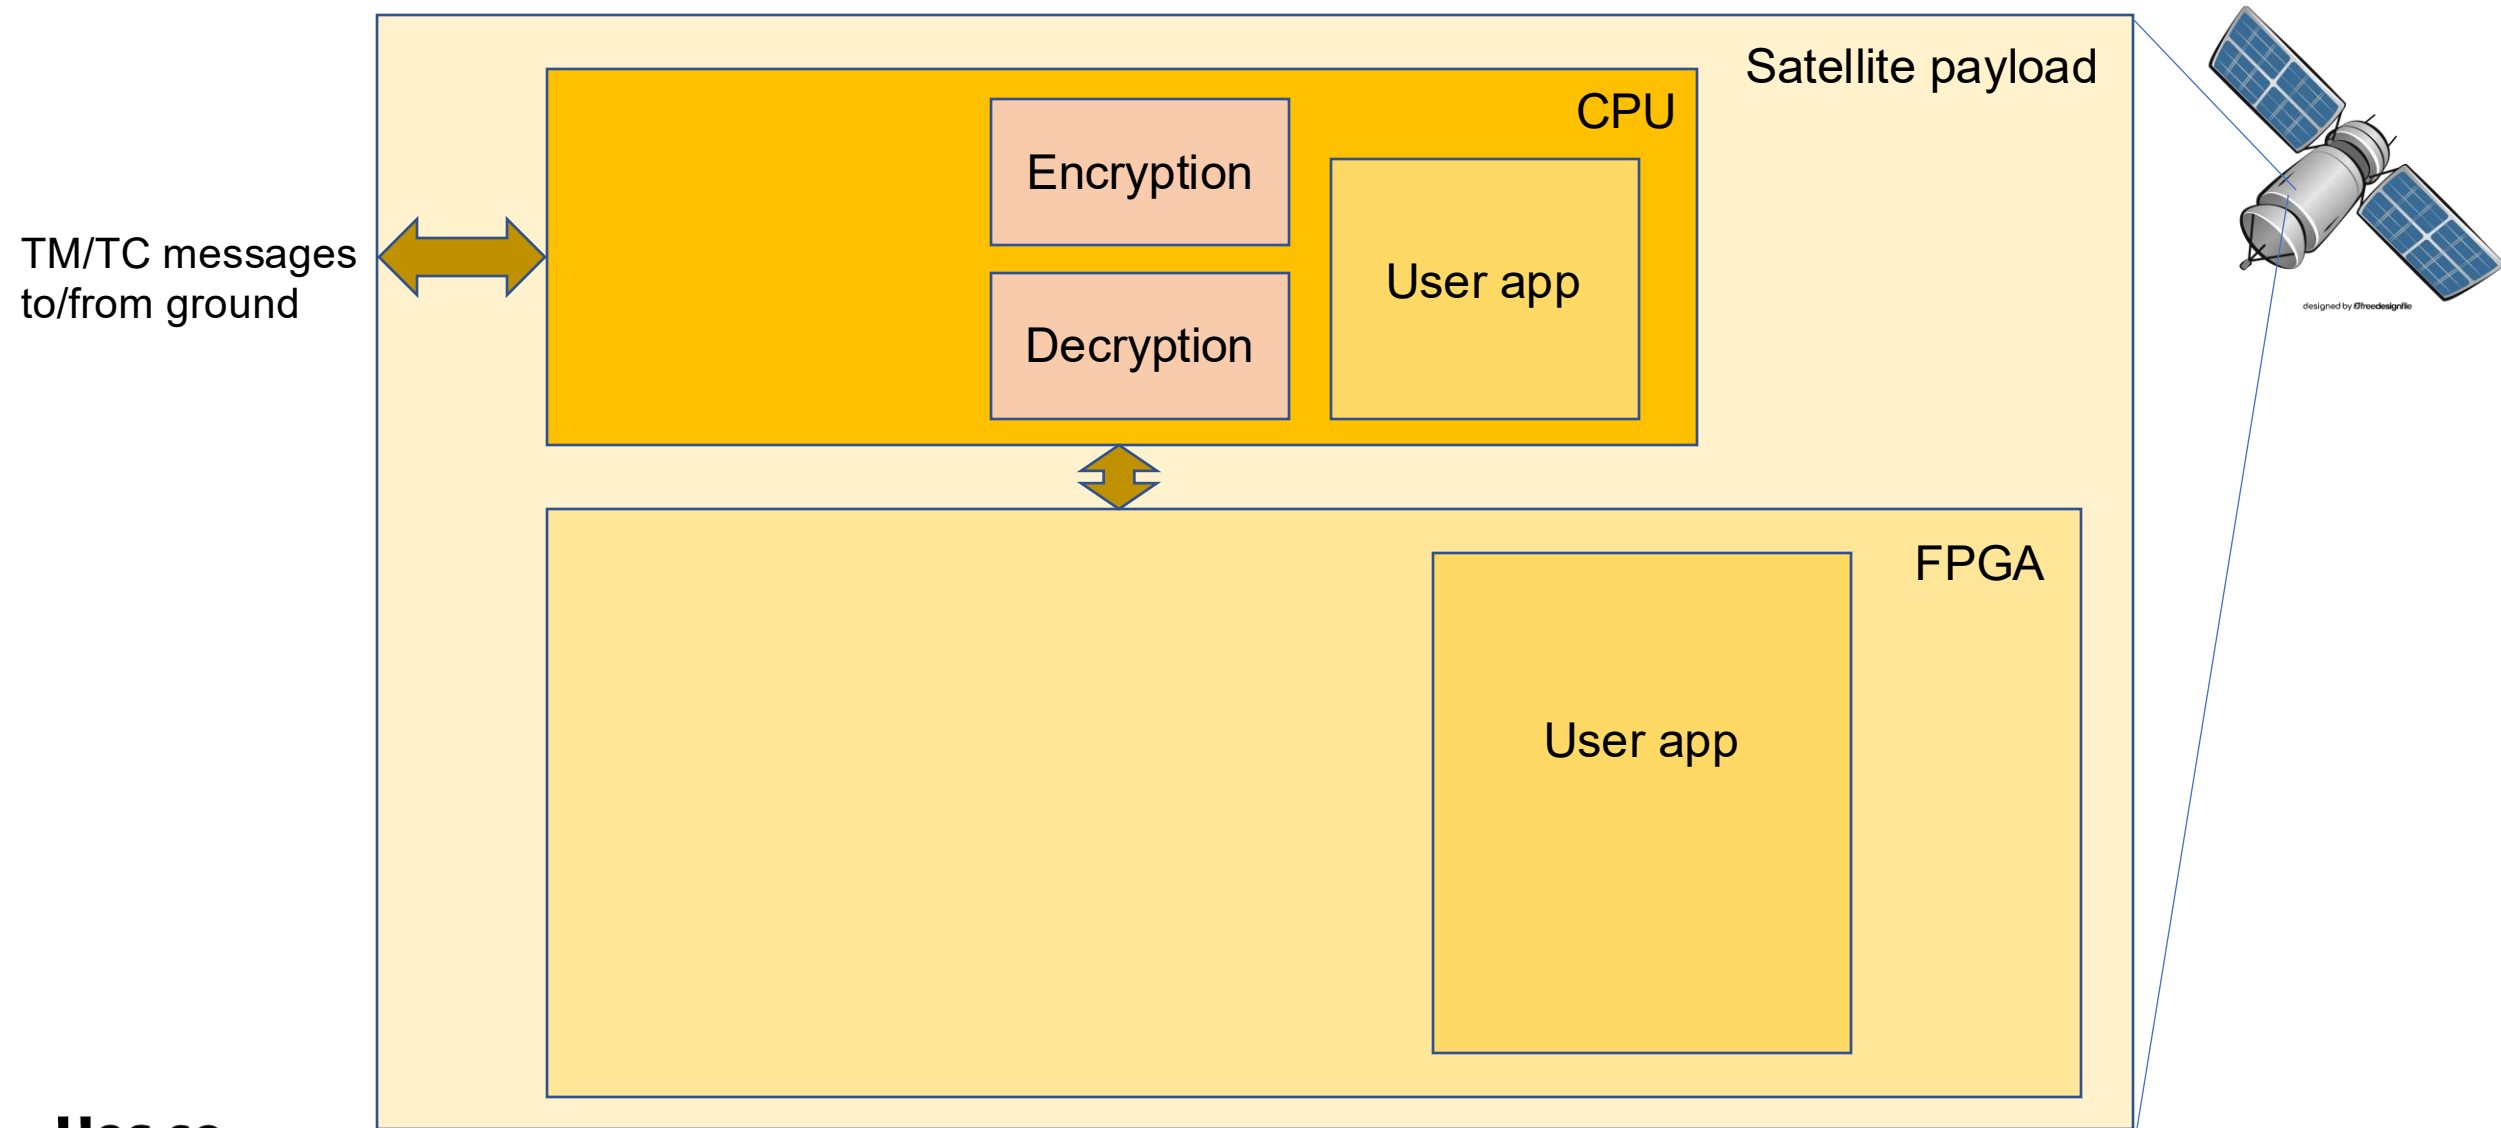 Satellite payload
CPU
Encryption
User app
Decryption
TM/TC messages
to/from ground
designed by freedesignfile
FPGA
User app